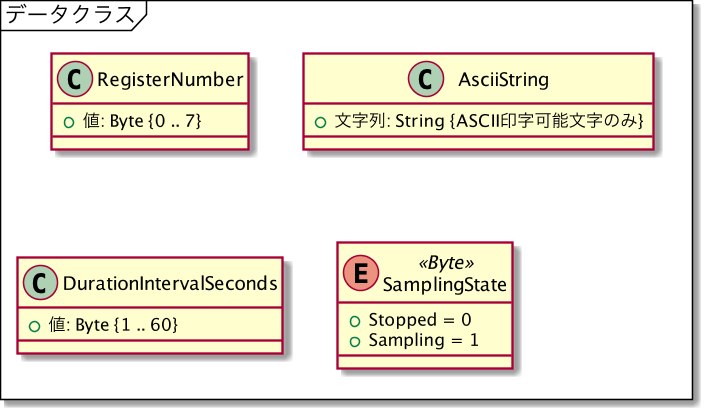 データクラス
C RegisterNumber
値: Byte {0 .. 7}
C AsciiString
文字列: String {ASCII印字可能文字のみ}
C DurationIntervalSeconds
値: Byte {1 .. 60}
«Byte»
E SamplingState
Stopped = 0
Sampling = 1